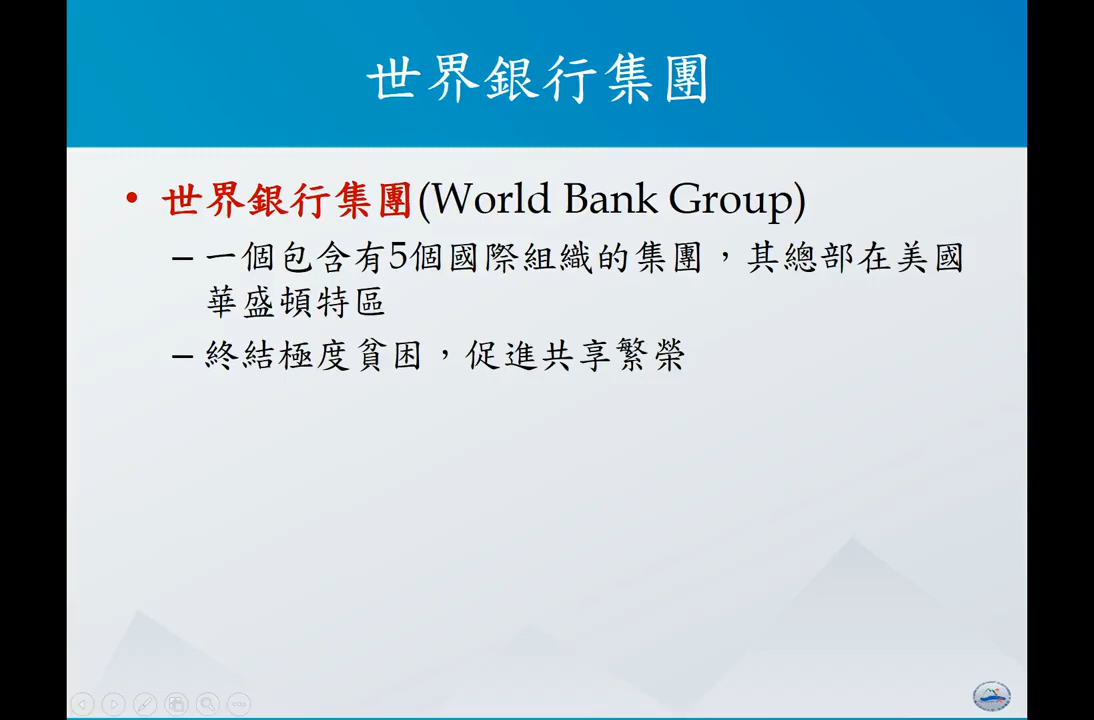 世界銀行集團
• 世界銀行集團(World Bank Group)
– 一個包含有5個國際組織的集團，其總部在美國
華盛頓特區
– 終結極度貧困，促進共享繁榮